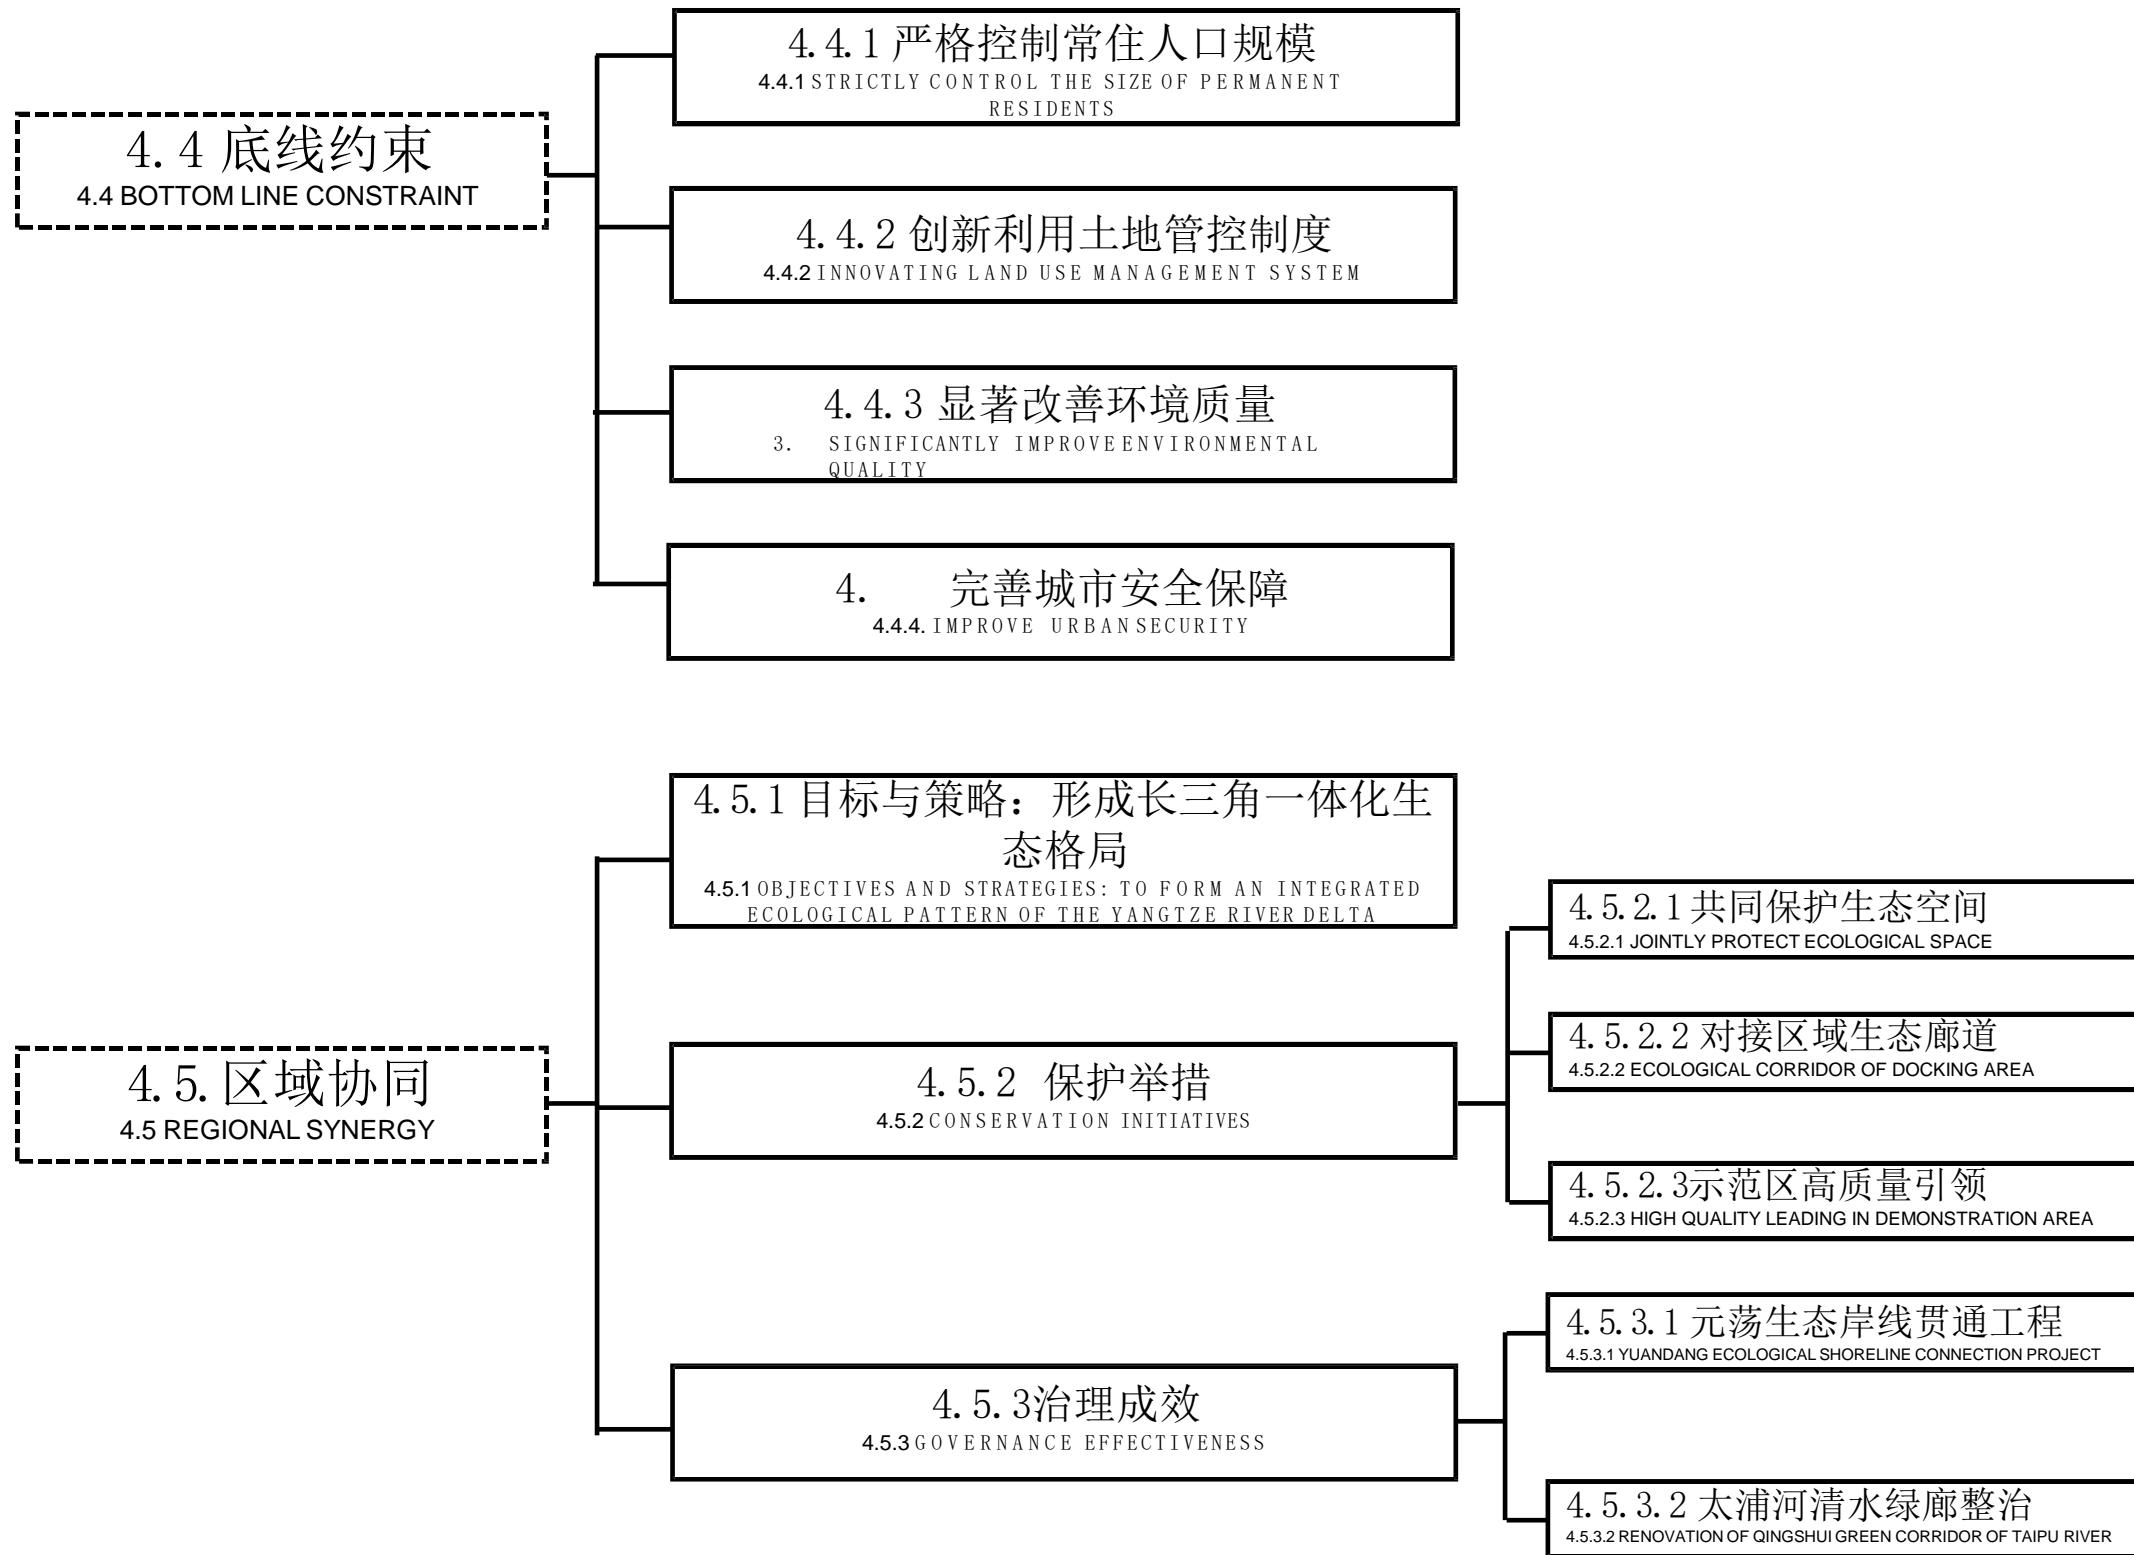 4.4 底线约束
4.4 BOTTOM LINE CONSTRAINT
4.4.1 严格控制常住人口规模
4.4.1 STRICTLY CONTROL THE SIZE OF PERMANENT
RESIDENTS
4.4.2 创新利用土地管控制度
4.4.2 INNOVATING LAND USE MANAGEMENT SYSTEM
4.4.3 显著改善环境质量
3. SIGNIFICANTLY IMPROVE ENVIRONMENTAL
QUALITY
4. 完善城市安全保障
4.4.4. IMPROVE URBAN SECURITY
4.5. 区域协同
4.5 REGIONAL SYNERGY
4.5.1 目标与策略：形成长三角一体化生
态格局
4.5.1 OBJECTIVES AND STRATEGIES: TO FORM AN INTEGRATED
ECOLOGICAL PATTERN OF THE YANGTZE RIVER DELTA
4.5.2 保护举措
4.5.2 CONSERVATION INITIATIVES
4.5.2.1 共同保护生态空间
4.5.2.1 JOINTLY PROTECT ECOLOGICAL SPACE
4.5.2.2 对接区域生态廊道
4.5.2.2 ECOLOGICAL CORRIDOR OF DOCKING AREA
4.5.2.3示范区高质量引领
4.5.2.3 HIGH QUALITY LEADING IN DEMONSTRATION AREA
4.5.3治理成效
4.5.3 GOVERNANCE EFFECTIVENESS
4.5.3.1 元荡生态岸线贯通工程
4.5.3.1 YUANDANG ECOLOGICAL SHORELINE CONNECTION PROJECT
4.5.3.2 太浦河清水绿廊整治
4.5.3.2 RENOVATION OF QINGSHUI GREEN CORRIDOR OF TAIPU RIVER